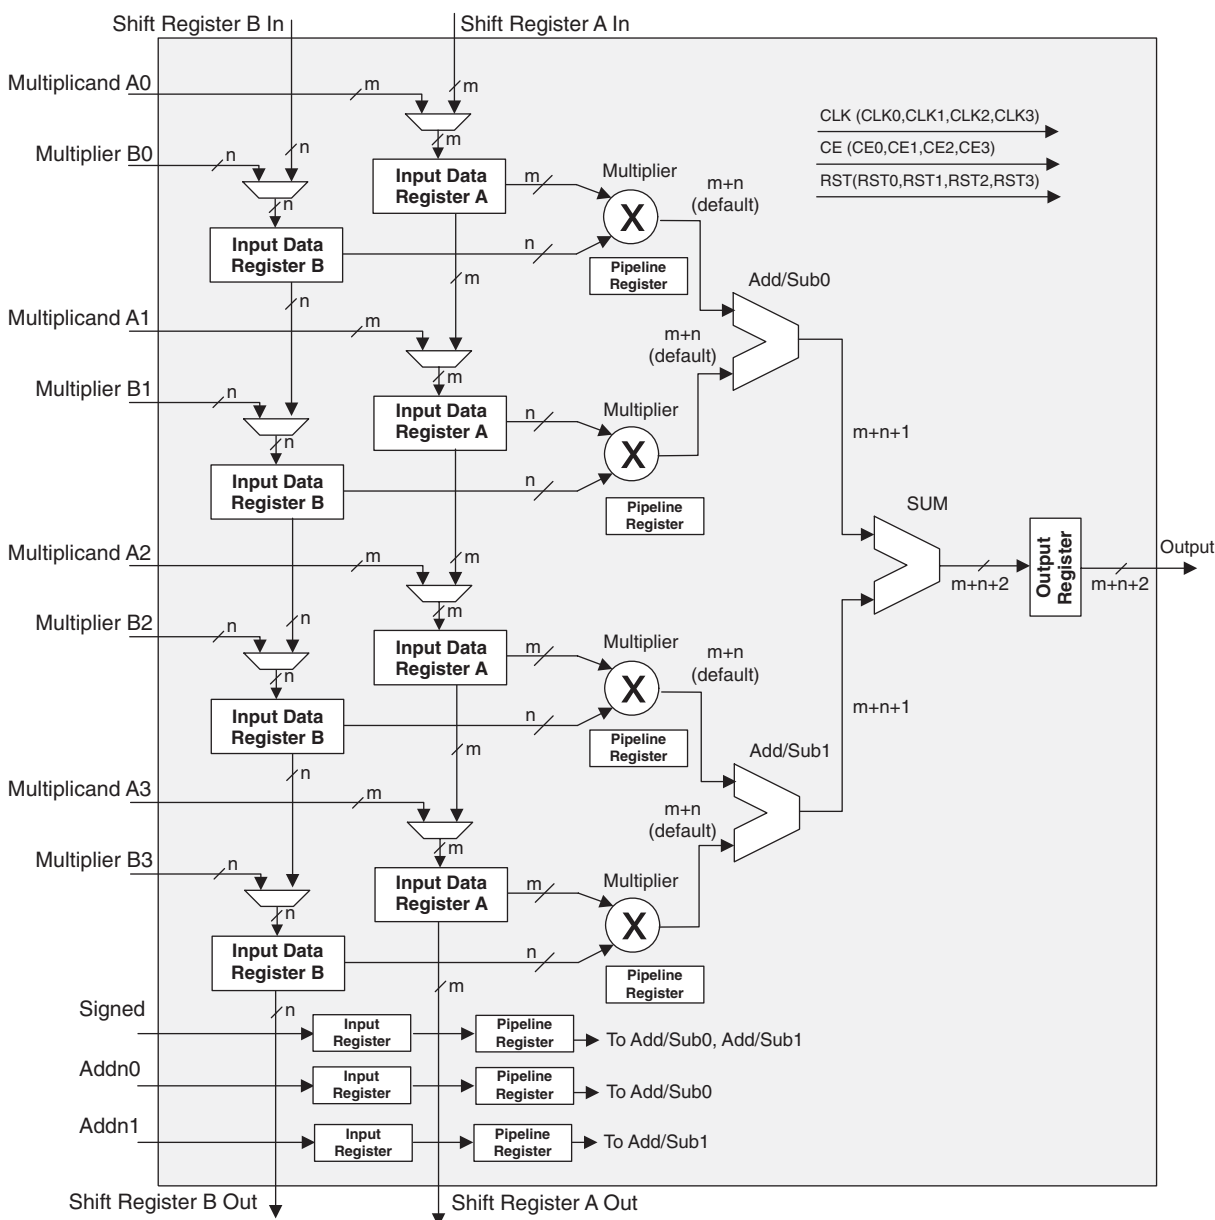 Shift Register B In
Shift Register A In
Multiplicand A0
m
m
CLK (CLK0,CLK1,CLK2,CLK3)
Multiplier B0
n
n
m
CE (CE0,CE1,CE2,CE3)
RST(RST0,RST1,RST2,RST3)
Input Data
Register A
m
Multiplier
X
m+n
(default)
n
Input Data
Register B
n
Pipeline
Register
m
Add/Sub0
n
Multiplicand A1
m
m+n
(default)
m
Multiplier B1
n
Input Data
Register A
n
Multiplier
X
m+n+1
n
Input Data
Register B
n
Pipeline
Register
SUM
Multiplicand A2
m
m
Output
Register
Output
m+n+2
m+n+2
m
Multiplier B2
n
n
Input Data
Register A
m
Multiplier
X
m+n
(default)
n
Input Data
Register B
n
Pipeline
Register
m+n+1
m
Add/Sub1
n
Multiplicand A3
m
m+n
(default)
m
Multiplier B3
n
Input Data
Register A
m
Multiplier
X
n
Input Data
Register B
n
Pipeline
Register
m
n
Signed
Input
Register
Pipeline
Register
To Add/Sub0, Add/Sub1
Addn0
Input
Register
Pipeline
Register
To Add/Sub0
Addn1
Input
Register
Pipeline
Register
To Add/Sub1
Shift Register B Out
Shift Register A Out